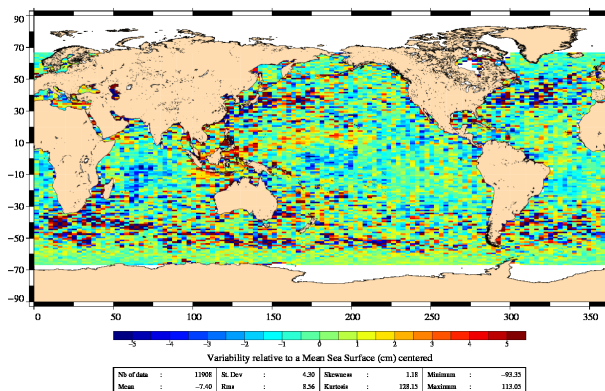 90
70
50
30
10
−10
−30
−50
−70
−90
0 50 100 150 200 250 300 350
−5 −4 −3 −2 −1 0 1 2 3 4 5
Variability relative to a Mean Sea Surface (cm) centered
Nb of data : 11908 St. Dev : 4.30 Skewness : 1.18 Minimum : −93.35
Mean : −7.40 Rms : 8.56 Kurtosis : 128.15 Maximum : 113.05